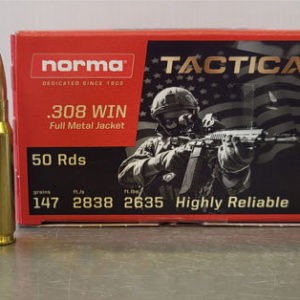 norma
DEDICATED SINCE 1902
TACTICA
.308 WIN
Full Metal Jacket
50 Rds
grains ft./s ft.lbs
147 2838 2635 Highly Reliable